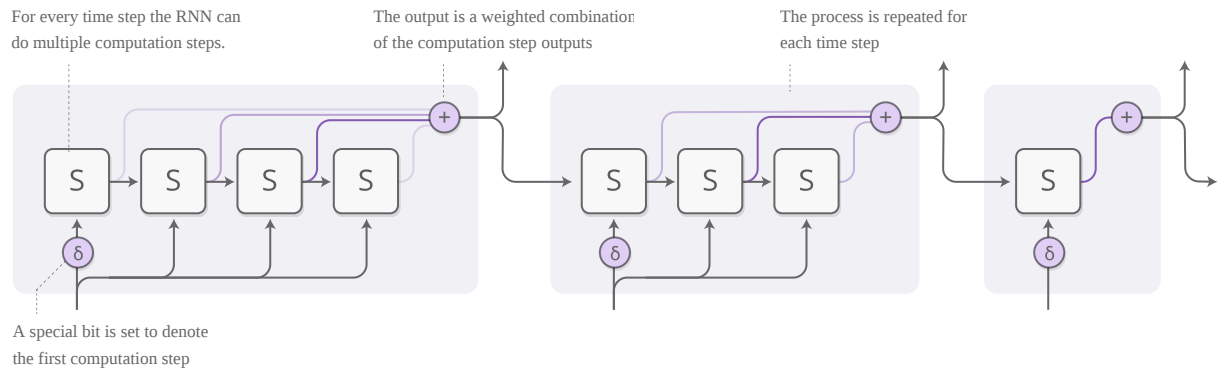 For every time step the RNN can
do multiple computation steps.
The output is a weighted combination
of the computation step outputs
The process is repeated for
each time step
+
+
+
S
S
S
S
S
S
S
S
δ
δ
δ
A special bit is set to denote
the first computation step